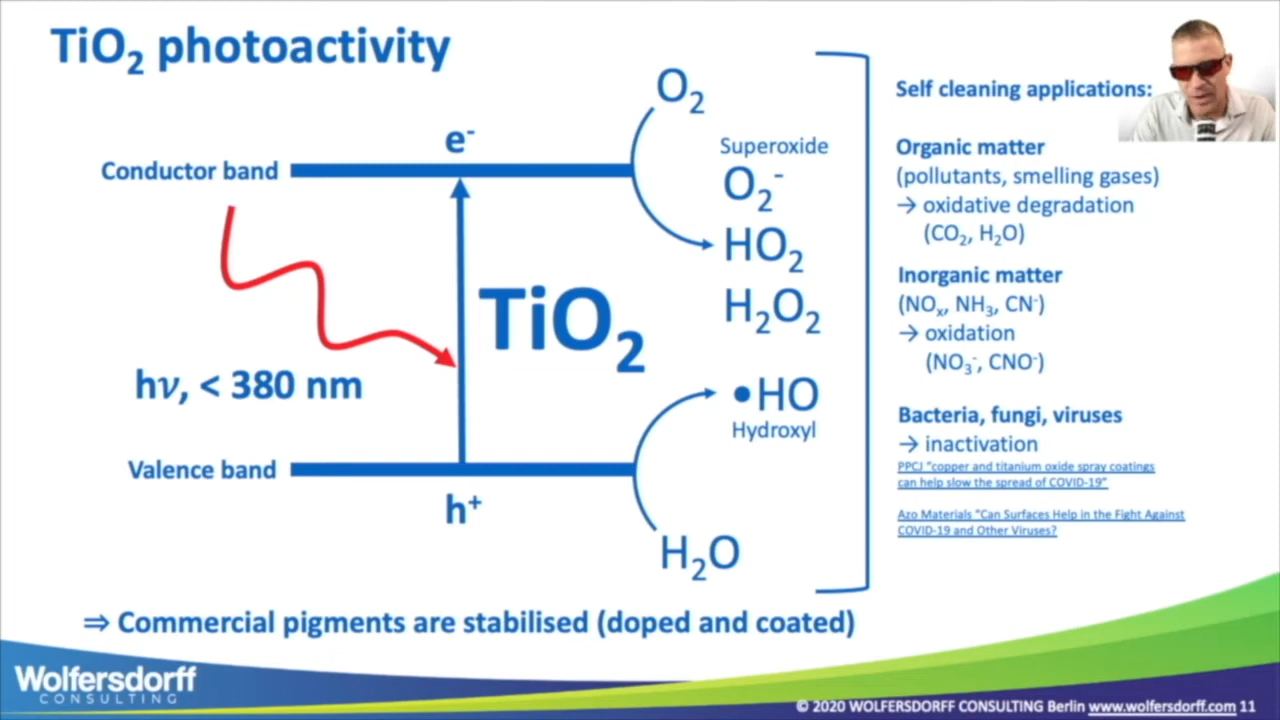 TiO₂ photoactivity
O₂
e⁻
Conductor band
Superoxide
O₂⁻
HO₂
H₂O₂
TiO₂
hν, < 380 nm
•HO
Hydroxyl
Valence band
h⁺
H₂O
⇒ Commercial pigments are stabilised (doped and coated)
Self cleaning applications:
Organic matter
(pollutants, smelling gases)
→ oxidative degradation
(CO₂, H₂O)
Inorganic matter
(NOₓ, NH₃, CN⁻)
→ oxidation
(NO₃⁻, CNO⁻)
Bacteria, fungi, viruses
→ inactivation
PPCJ "copper and titanium oxide spray coatings
can help slow the spread of COVID-19"
Azo Materials "Can Surfaces Help in the Fight Against
COVID-19 and Other Viruses?
Wolfersdorff
CONSULTING
© 2020 WOLFERSDORFF CONSULTING Berlin www.wolfersdorff.com 11